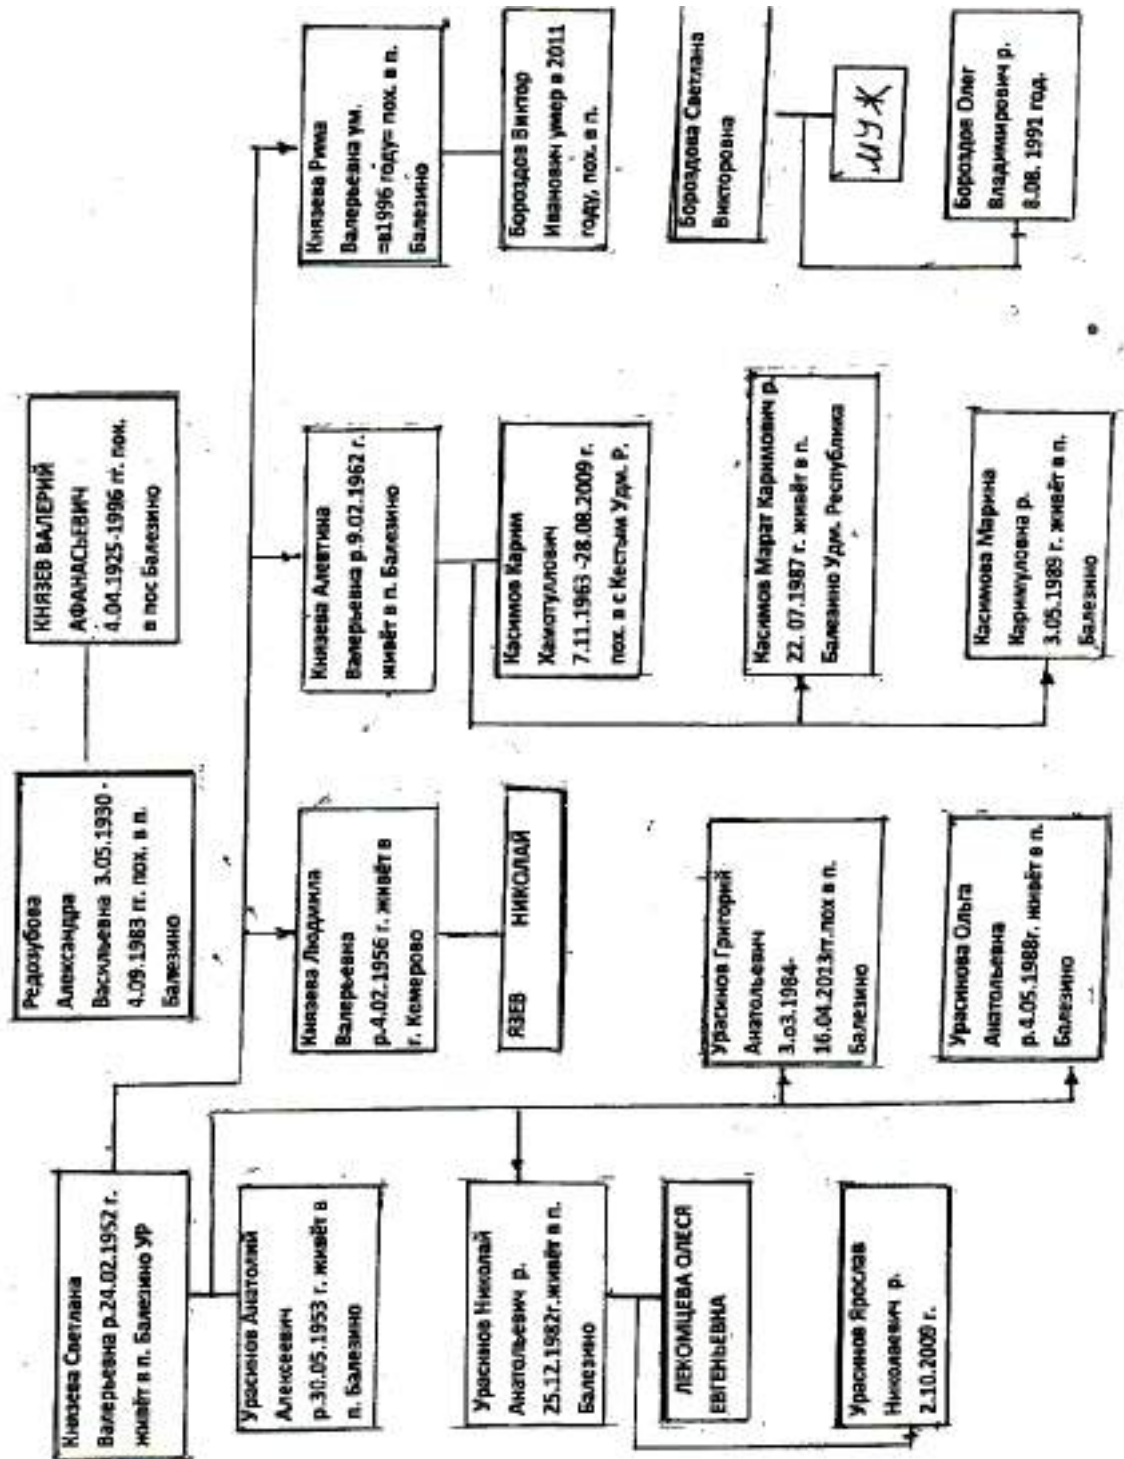 Редозубова
Александра
Васильевна 3.05.1930 -
4.09.1983 гг. пох. в п.
Балезино
КНЯЗЕВ ВАЛЕРИЙ
АФАНАСЬЕВИЧ
4.04.1925-1996 гг. пох.
в пос Балезино
Князева Светлана
Валерьевна р.24.02.1952 г.
живёт в п. Балезино УР
Урасинов Анатолий
Алексеевич
р.30.05.1953 г. живёт в
п. Балезино
Урасинов Николай
Анатольевич р.
25.12.1982г.живёт в п.
Балезино
ЛЕКОМЦЕВА ОЛЕСЯ
ЕВГЕНЬЕВНА
Урасинов Ярослав
Николаевич р.
2.10.2009 г.
Урасинов Григорий
Анатольевич
3.о3.1984-
16.04.2013гг.пох в п.
Балезино
Урасинова Ольга
Анатольевна
р.4.05.1988г. живёт в п.
Балезино
Князева Людмила
Валерьевна
р.4.02.1956 г. живёт в
г. Кемерово
ЯЗЕВ НИКОЛАЙ
Князева Алевтина
Валерьевна р.9.02.1962 г.
живёт в п. Балезино
Касимов Карим
Хамотуллович
7.11.1963 -28.08.2009 г.
пох. в с Кестым Удм. Р.
Касимов Марат Каримович р.
22. 07.1987 г. живёт в п.
Балезино Удм. Республика
Касимова Марина
Каримуловна р.
3.05.1989 г. живёт в п.
Балезино
Князева Рима
Валерьевна ум.
=в1996 году= пох. в п.
Балезино
Бороздов Виктор
Иванович умер в 2011
году, пох. в п.
Бороздова Светлана
Викторовна
муж
Бороздов Олег
Владимирович р.
8.08. 1991 год.